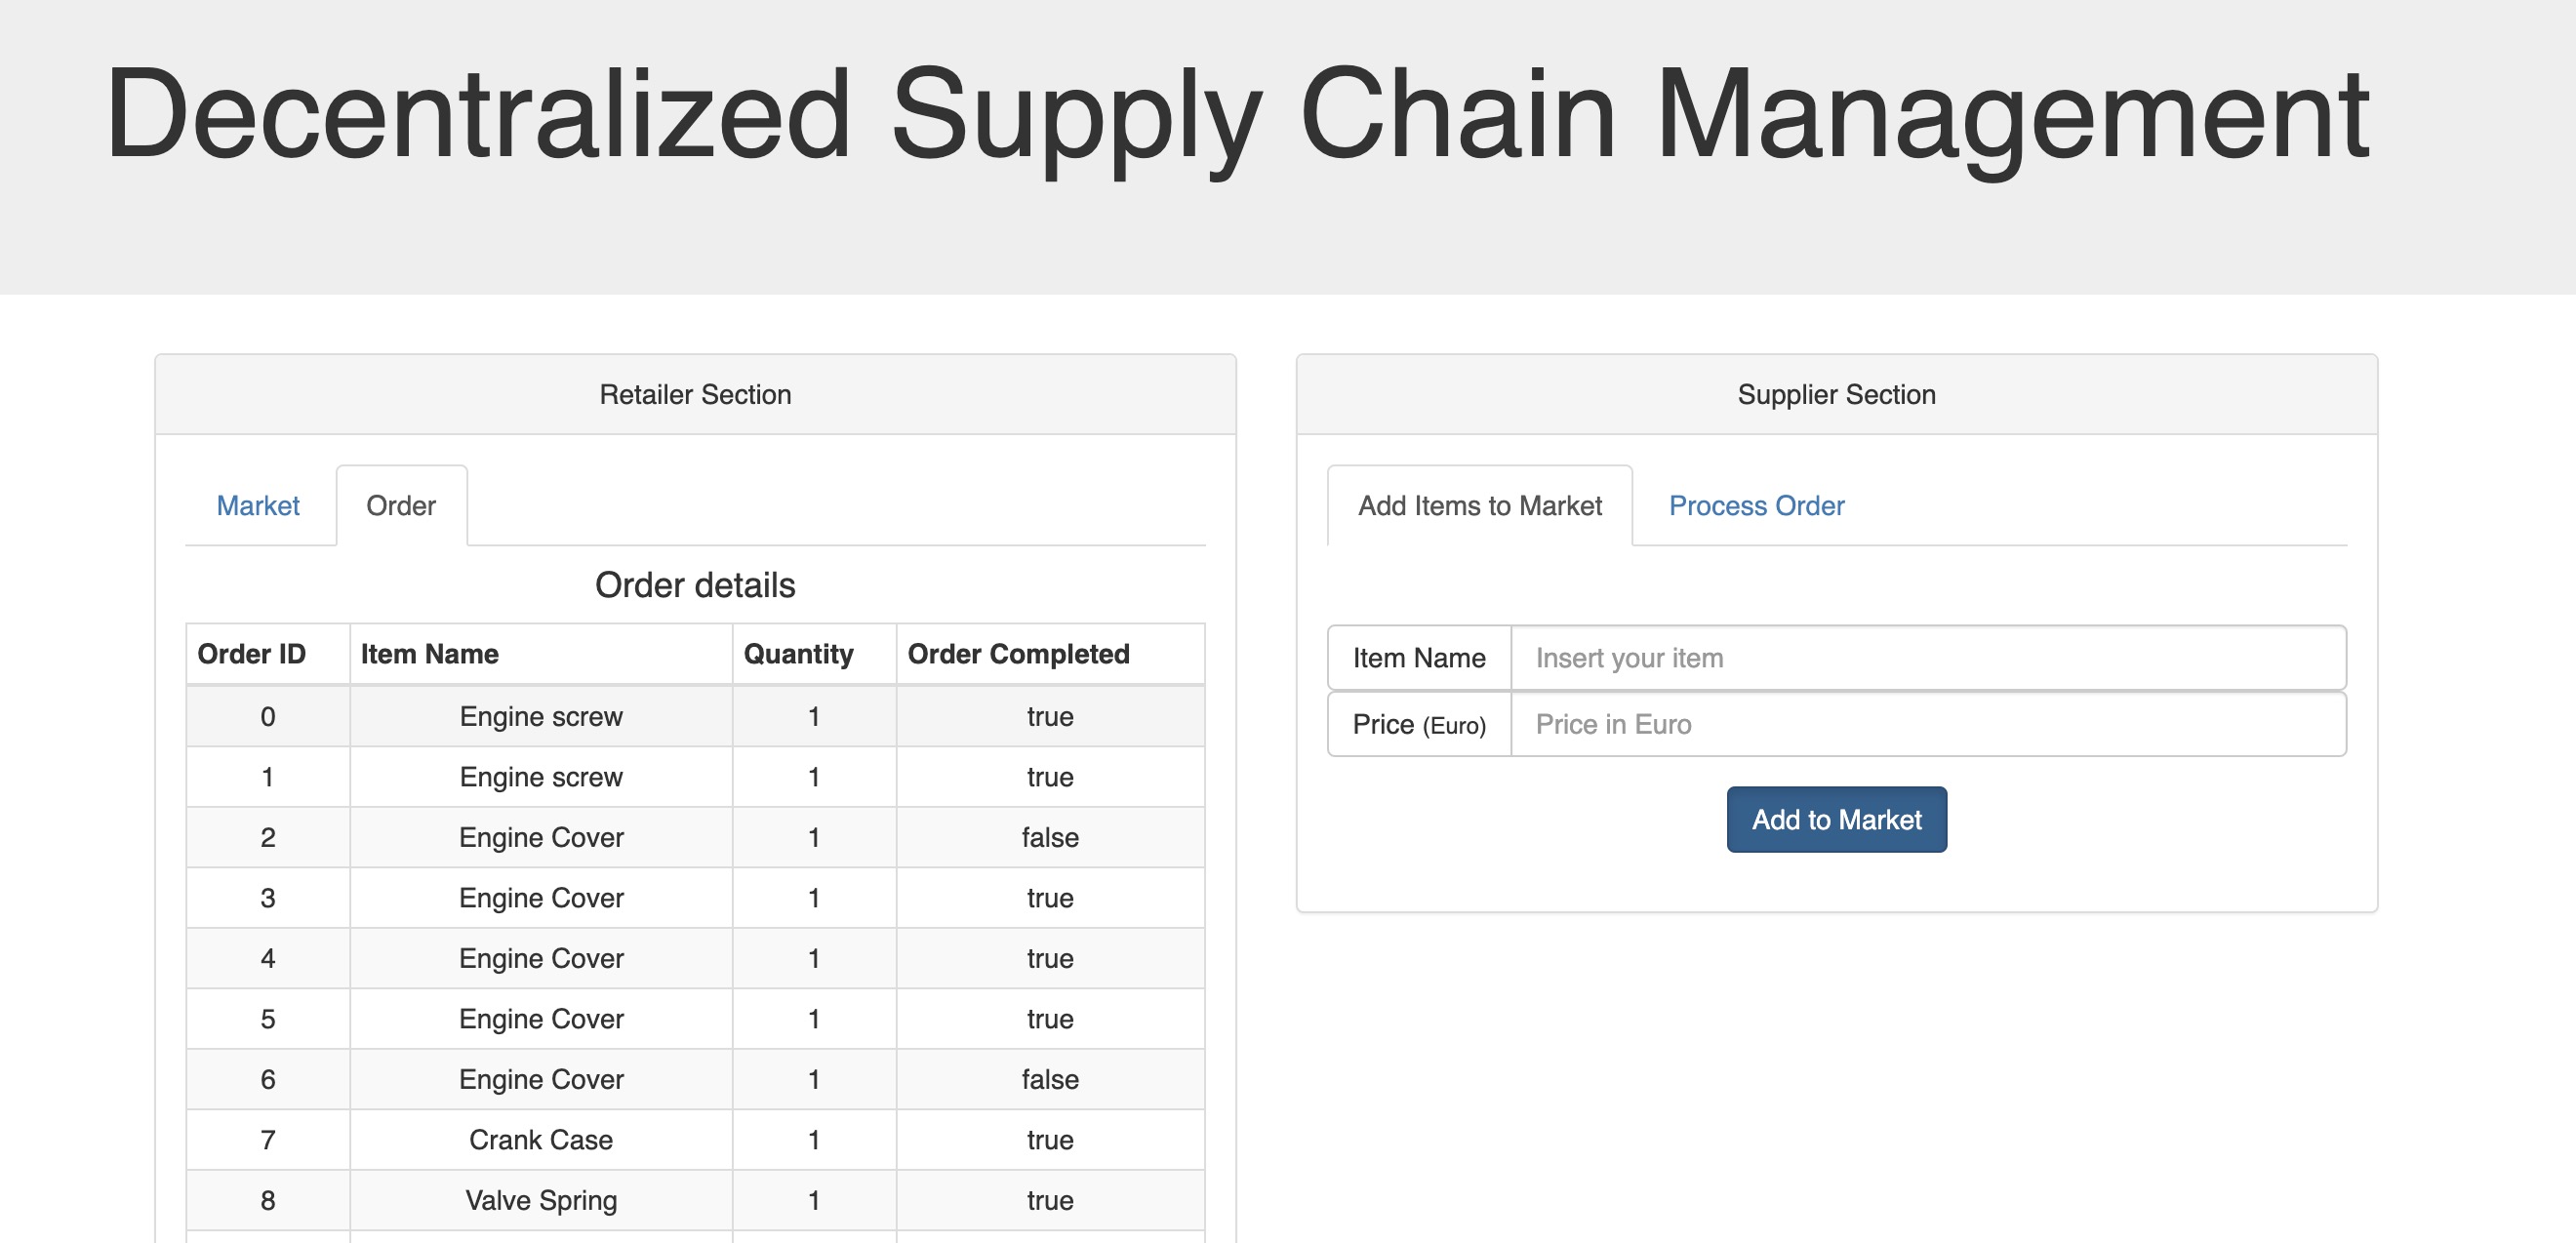 Decentralized Supply Chain Management
Retailer Section
Market Order
Order details
Order ID Item Name Quantity Order Completed
0 Engine screw 1 true
1 Engine screw 1 true
2 Engine Cover 1 false
3 Engine Cover 1 true
4 Engine Cover 1 true
5 Engine Cover 1 true
6 Engine Cover 1 false
7 Crank Case 1 true
8 Valve Spring 1 true
Supplier Section
Add Items to Market Process Order
Item Name Insert your item
Price (Euro) Price in Euro
Add to Market